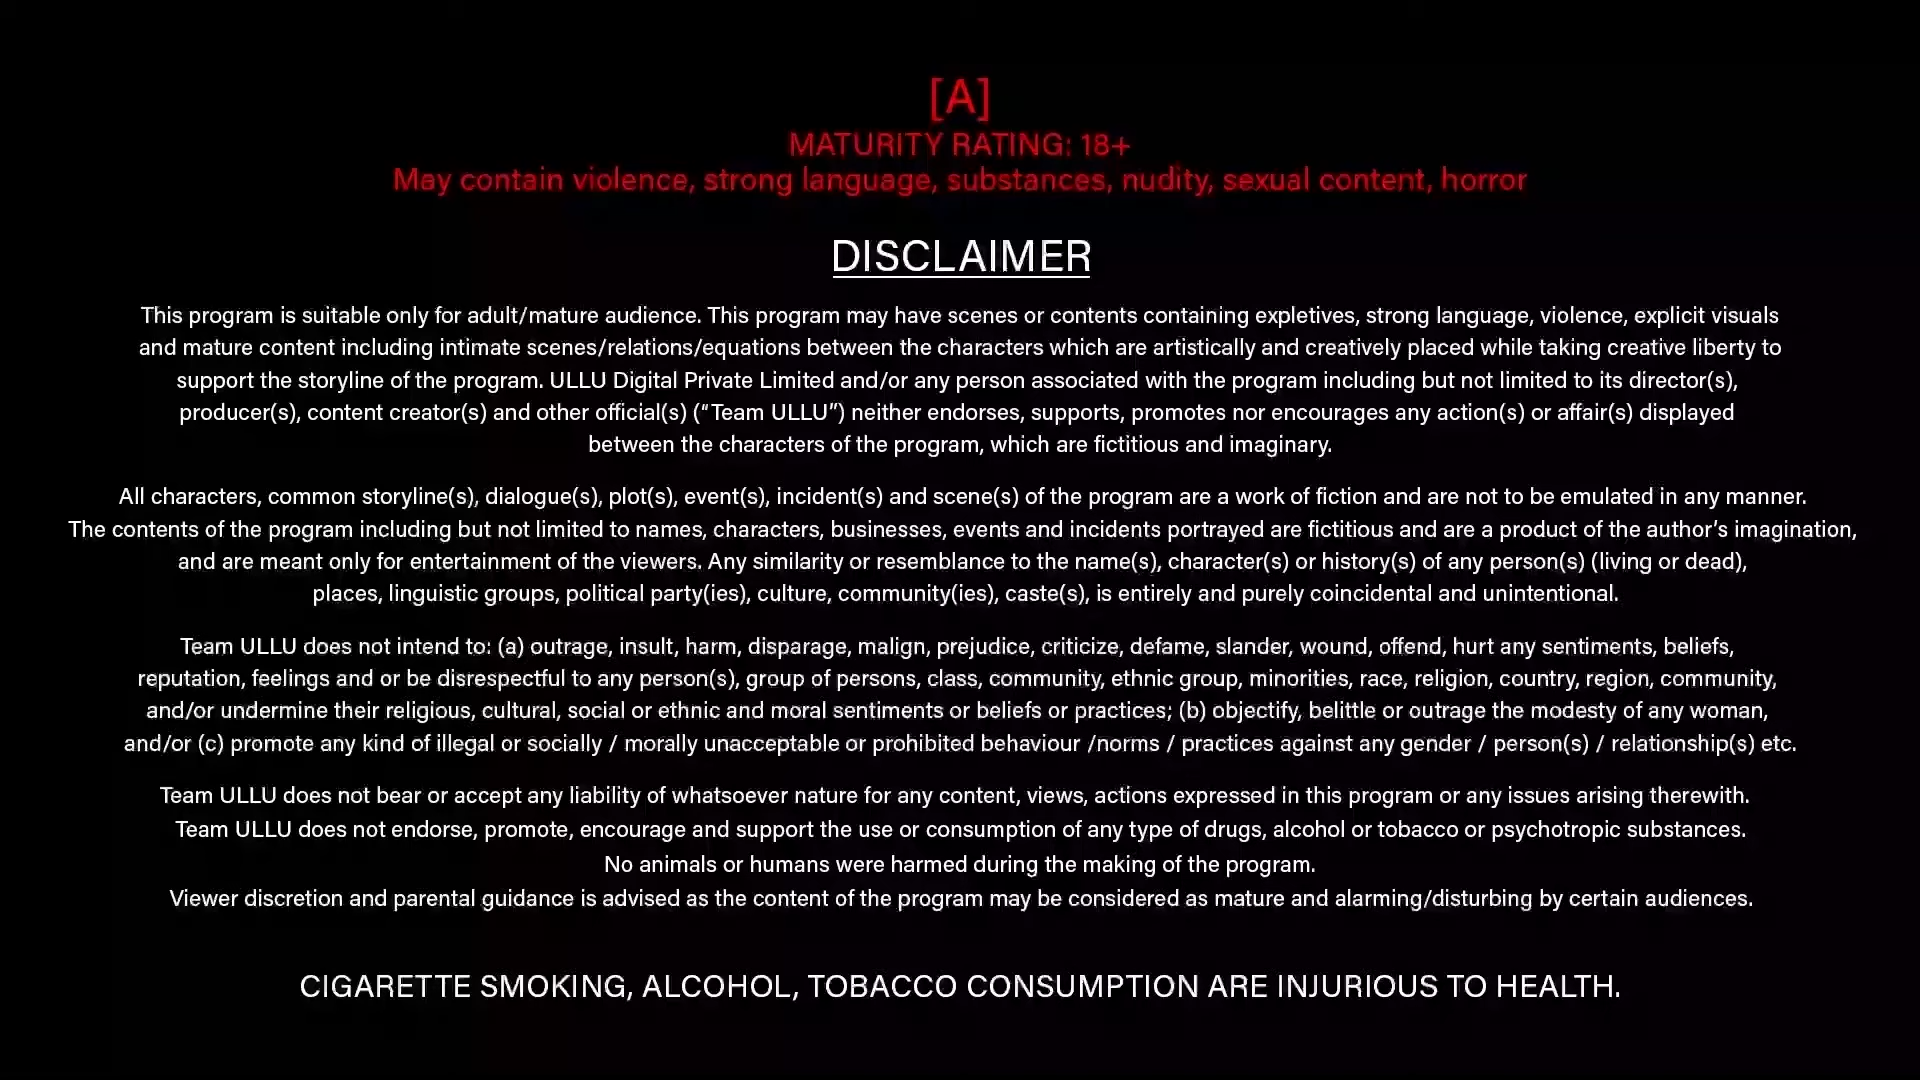 [A]
MATURITY RATING: 18+
May contain violence, strong language, substances, nudity, sexual content, horror
DISCLAIMER
This program is suitable only for adult/mature audience. This program may have scenes or contents containing expletives, strong language, violence, explicit visuals
and mature content including intimate scenes/relations/equations between the characters which are artistically and creatively placed while taking creative liberty to
support the storyline of the program. ULLU Digital Private Limited and/or any person associated with the program including but not limited to its director(s),
producer(s), content creator(s) and other official(s) (“Team ULLU”) neither endorses, supports, promotes nor encourages any action(s) or affair(s) displayed
between the characters of the program, which are fictitious and imaginary.
All characters, common storyline(s), dialogue(s), plot(s), event(s), incident(s) and scene(s) of the program are a work of fiction and are not to be emulated in any manner.
The contents of the program including but not limited to names, characters, businesses, events and incidents portrayed are fictitious and are a product of the author’s imagination,
and are meant only for entertainment of the viewers. Any similarity or resemblance to the name(s), character(s) or history(s) of any person(s) (living or dead),
places, linguistic groups, political party(ies), culture, community(ies), caste(s), is entirely and purely coincidental and unintentional.
Team ULLU does not intend to: (a) outrage, insult, harm, disparage, malign, prejudice, criticize, defame, slander, wound, offend, hurt any sentiments, beliefs,
reputation, feelings and or be disrespectful to any person(s), group of persons, class, community, ethnic group, minorities, race, religion, country, region, community,
and/or undermine their religious, cultural, social or ethnic and moral sentiments or beliefs or practices; (b) objectify, belittle or outrage the modesty of any woman,
and/or (c) promote any kind of illegal or socially / morally unacceptable or prohibited behaviour /norms / practices against any gender / person(s) / relationship(s) etc.
Team ULLU does not bear or accept any liability of whatsoever nature for any content, views, actions expressed in this program or any issues arising therewith.
Team ULLU does not endorse, promote, encourage and support the use or consumption of any type of drugs, alcohol or tobacco or psychotropic substances.
No animals or humans were harmed during the making of the program.
Viewer discretion and parental guidance is advised as the content of the program may be considered as mature and alarming/disturbing by certain audiences.
CIGARETTE SMOKING, ALCOHOL, TOBACCO CONSUMPTION ARE INJURIOUS TO HEALTH.